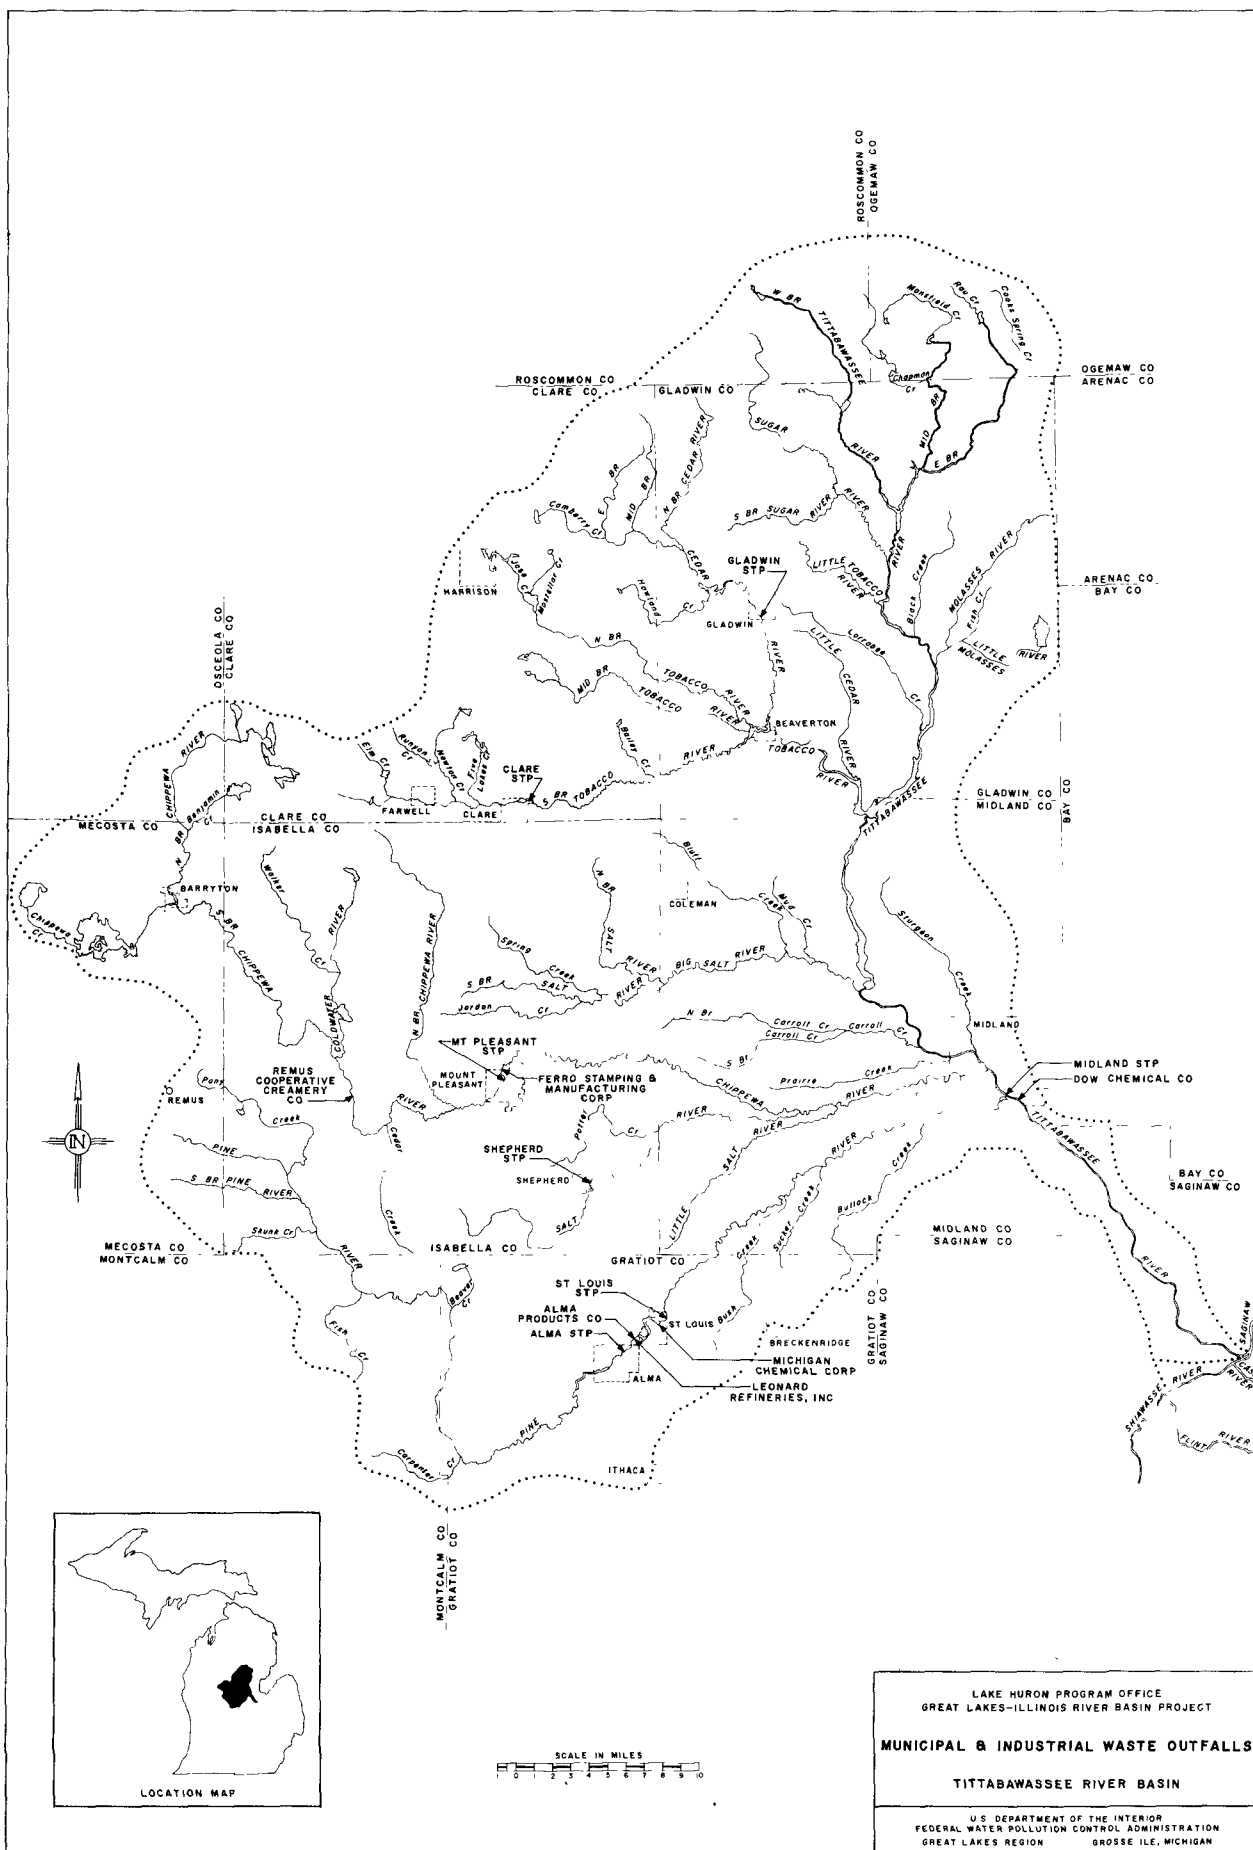 ROSCOMMON CO
OGEMAW CO
W BR
TITTABAWASSEE
RIVER
Mansfield Cr
Rau Cr
Cooks Spring Cr
Chapman
Cr
MID
BR
E BR
ROSCOMMON CO
CLARE CO
GLADWIN CO
OGEMAW CO
ARENAC CO
SUGAR
RIVER
S BR SUGAR
RIVER
N BR CEDAR RIVER
E BR
MID BR
CEDAR
GLADWIN
STP
LITTLE TOBACCO
RIVER
RIVER
Black Creek
MOLASSES RIVER
Fish Cr
LITTLE
MOLASSES
RIVER
ARENAC CO
BAY CO
HARRISON
Jose Cr
Mostellar Cr
Howland
Cr
GLADWIN
RIVER
LITTLE
CEDAR
RIVER
Larrabee
Cr
OSCEOLA CO
CLARE CO
N BR
TOBACCO
RIVER
MID BR
TOBACCO
RIVER
BEAVERTON
TOBACCO
RIVER
TITTABAWASSEE
Bailey Cr
RIVER
S BR TOBACCO
CLARE
STP
Elm Cr
Runyon
Cr
Newton Cr
Five
Lakes Cr
FARWELL
CLARE
GLADWIN CO
MIDLAND CO
BAY CO
CHIPPEWA
RIVER
N BR
Benjamin
Cr
MECOSTA CO
CLARE CO
ISABELLA CO
BARRYTON
Chippewa
Cr
S BR
CHIPPEWA
Walker
Cr
COLDWATER
RIVER
N BR CHIPPEWA RIVER
N BR
SALT
RIVER
Bluff
Creek
Mud
Cr
COLEMAN
Sturgeon
Creek
Spring
Creek
S BR
SALT
RIVER
BIG SALT RIVER
Jordan Cr
N Br
Carroll Cr
Carroll
Cr
S Br
Carroll Cr
MIDLAND
MT PLEASANT
STP
MOUNT
PLEASANT
FERRO STAMPING &
MANUFACTURING
CORP
REMUS
COOPERATIVE
CREAMERY
CO
Prairie
Creek
CHIPPEWA
RIVER
MIDLAND STP
DOW CHEMICAL CO
TITTABAWASSEE
RIVER
REMUS
Pony
Creek
RIVER
Cedar
Creek
Potter
Cr
SHEPHERD
STP
SHEPHERD
SALT
RIVER
LITTLE
SALT
RIVER
RIVER
PINE
S BR PINE
RIVER
Skunk Cr
RIVER
Creek
Sucker Creek
Bullock
Creek
BAY CO
SAGINAW CO
MIDLAND CO
SAGINAW CO
MECOSTA CO
MONTCALM CO
ISABELLA CO
GRATIOT CO
Fish
Cr
Beaver
Cr
ST LOUIS
STP
ALMA
PRODUCTS CO
ALMA STP
ST LOUIS
Bush
BRECKENRIDGE
GRATIOT CO
SAGINAW CO
MICHIGAN
CHEMICAL CORP
LEONARD
REFINERIES, INC
ALMA
PINE
Carpenter
Cr
ITHACA
SAGINAW
CAS
RIVER
SHIAWASSEE RIVER
FLINT RIVER
MONTCALM CO
GRATIOT CO
N
LOCATION MAP
SCALE IN MILES
1 0 1 2 3 4 5 6 7 8 9 10
LAKE HURON PROGRAM OFFICE
GREAT LAKES-ILLINOIS RIVER BASIN PROJECT
MUNICIPAL & INDUSTRIAL WASTE OUTFALLS
TITTABAWASSEE RIVER BASIN
U S DEPARTMENT OF THE INTERIOR
FEDERAL WATER POLLUTION CONTROL ADMINISTRATION
GREAT LAKES REGION GROSSE ILE, MICHIGAN